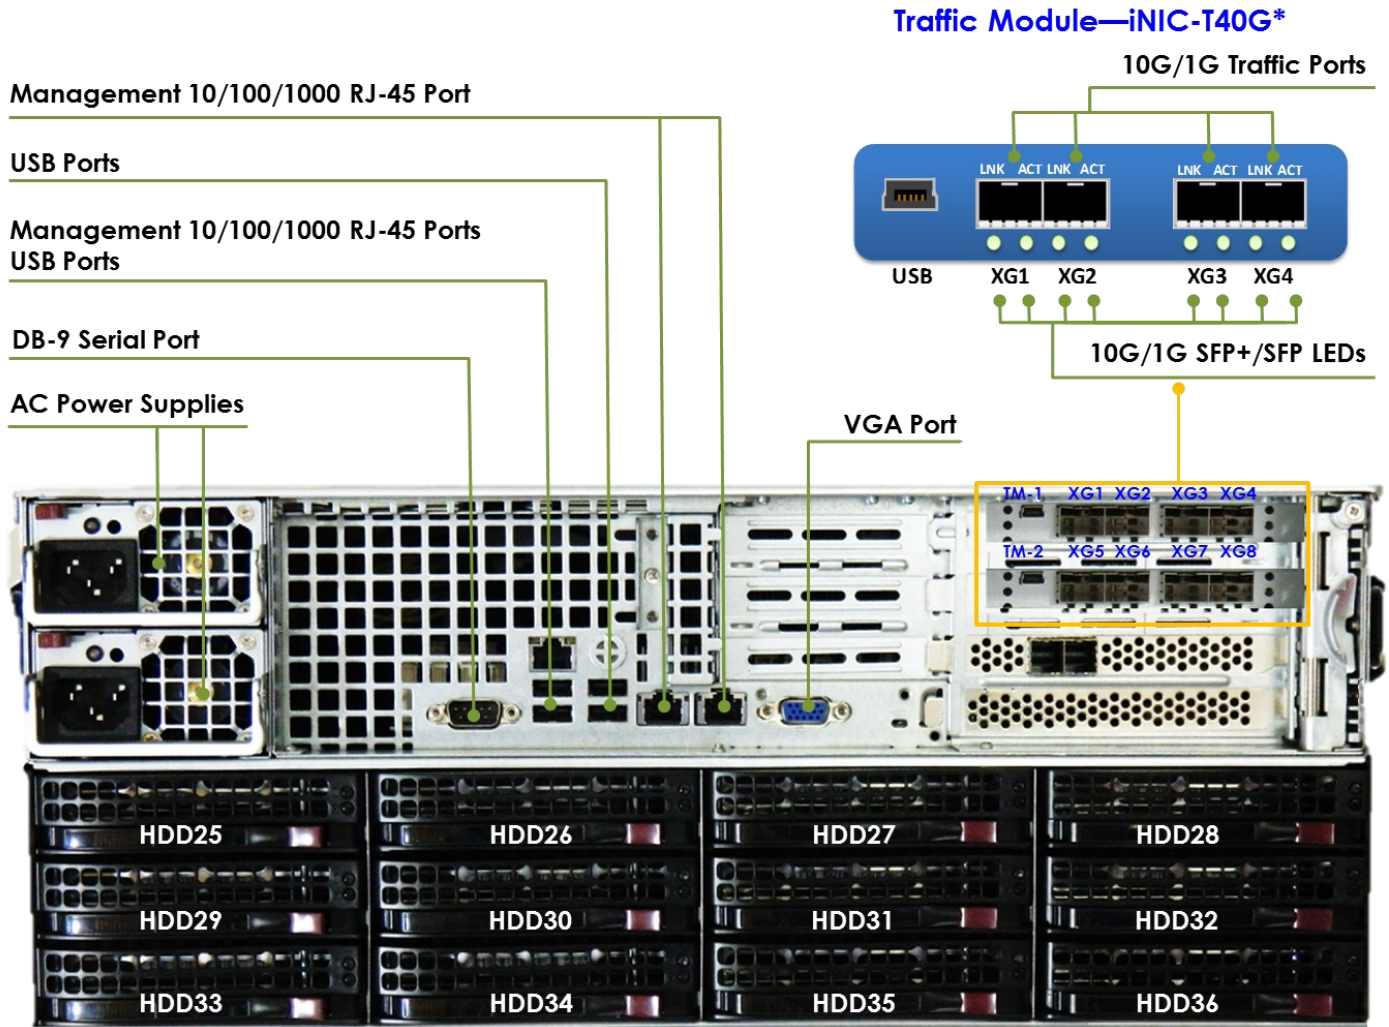 Traffic Module—iNIC-T40G*
10G/1G Traffic Ports
Management 10/100/1000 RJ-45 Port
USB Ports
Management 10/100/1000 RJ-45 Ports
USB Ports
DB-9 Serial Port
AC Power Supplies
LNK ACT LNK ACT LNK ACT LNK ACT
USB XG1 XG2 XG3 XG4
10G/1G SFP+/SFP LEDs
VGA Port
TM-1 XG1 XG2 XG3 XG4
TM-2 XG5 XG6 XG7 XG8
HDD25 HDD26 HDD27 HDD28
HDD29 HDD30 HDD31 HDD32
HDD33 HDD34 HDD35 HDD36